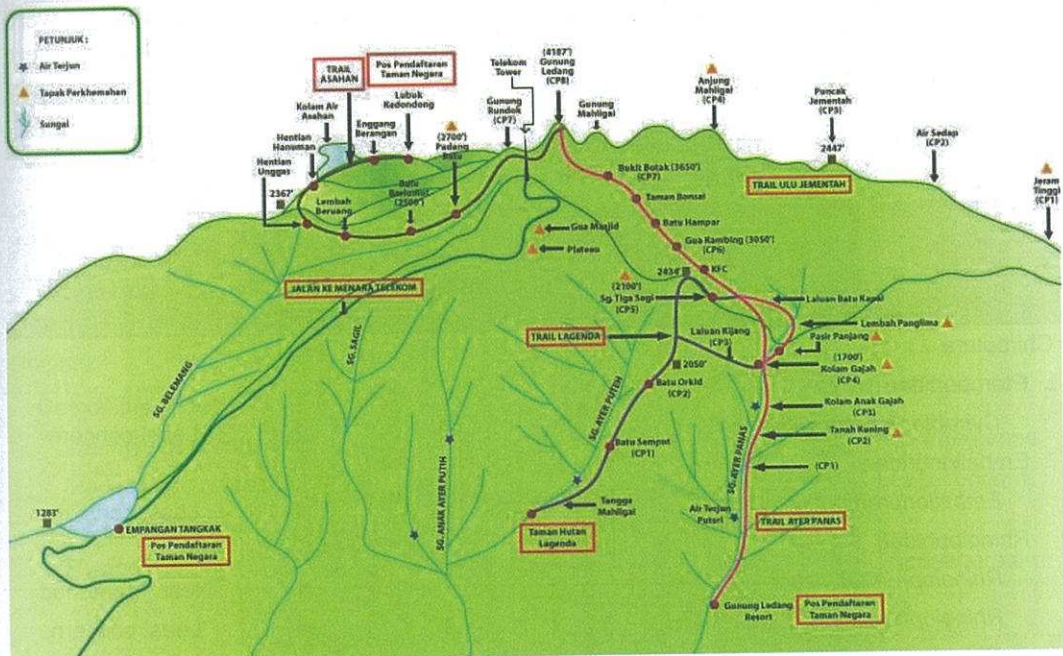 PETUNJUK :
Air Terjun
Tapak Perkhemahan
Sungai
TRAIL
ASAHAN
Pos Pendaftaran
Taman Negara
Kolam Air
Asahan
Enggang
Berangan
Lubuk
Kedondong
Hentian
Hanuman
Hentian
Unggas
2367'
Lembah
Beruang
Batu
(2500')
(2700')
Padang
Batu
Gunung
Rundok
(CP7)
Telekom
Tower
(4187')
Gunung
Ledang
(CP8)
Gunung
Mahligai
Anjung
Mahligai
(CP4)
Puncak
Jementah
(CP3)
2447'
Air Sedap
(CP2)
Jeram
Tinggi
(CP1)
TRAIL ULU JEMENTAH
Bukit Botak (3650')
(CP7)
Taman Bonsai
Batu Hampar
Gua Kambing (3050')
(CP6)
KFC
Gua Masjid
Plateau
2434'
(2100')
Sg. Tiga Segi
(CP5)
Laluan Batu Kapal
Lembah Panglima
Pasir Panjang
(1700')
Kolam Gajah
(CP4)
JALAN KE MENARA TELEKOM
TRAIL LAGENDA
Laluan Kijang
(CP3)
2050'
Batu Orkid
(CP2)
Kolam Anak Gajah
(CP3)
Tanah Kuning
(CP2)
(CP1)
SG. BELEMANG
SG. SAGIL
SG. ANAK AYER PUTIH
SG. AYER PUTEH
SG. AYER PANAS
Batu Semput
(CP1)
Tangga
Mahligai
Taman Hutan
Lagenda
Air Terjun
Puteri
TRAIL AYER PANAS
1283'
EMPANGAN TANGKAK
Pos Pendaftaran
Taman Negara
Gunung Ledang
Resort
Pos Pendaftaran
Taman Negara